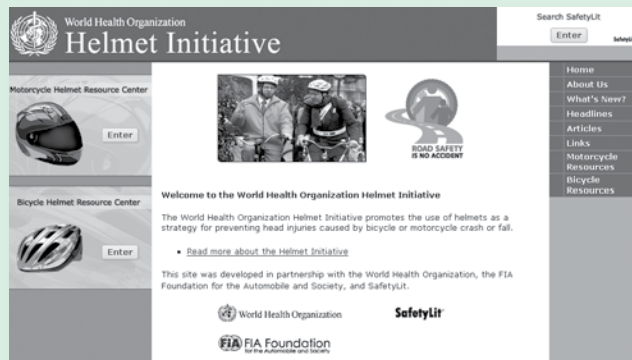 World Health Organization
Helmet Initiative
Search SafetyLit
Enter
SafetyLit
Motorcycle Helmet Resource Center
Enter
Bicycle Helmet Resource Center
Enter
ROAD SAFETY
IS NO ACCIDENT
Welcome to the World Health Organization Helmet Initiative
The World Health Organization Helmet Initiative promotes the use of helmets as a
strategy for preventing head injuries caused by bicycle or motorcycle crash or fall.
• Read more about the Helmet Initiative
This site was developed in partnership with the World Health Organization, the FIA
Foundation for the Automobile and Society, and SafetyLit.
World Health Organization
SafetyLit
FiA FIA Foundation
for the Automobile and Society
Home
About Us
What's New?
Headlines
Articles
Links
Motorcycle
Resources
Bicycle
Resources